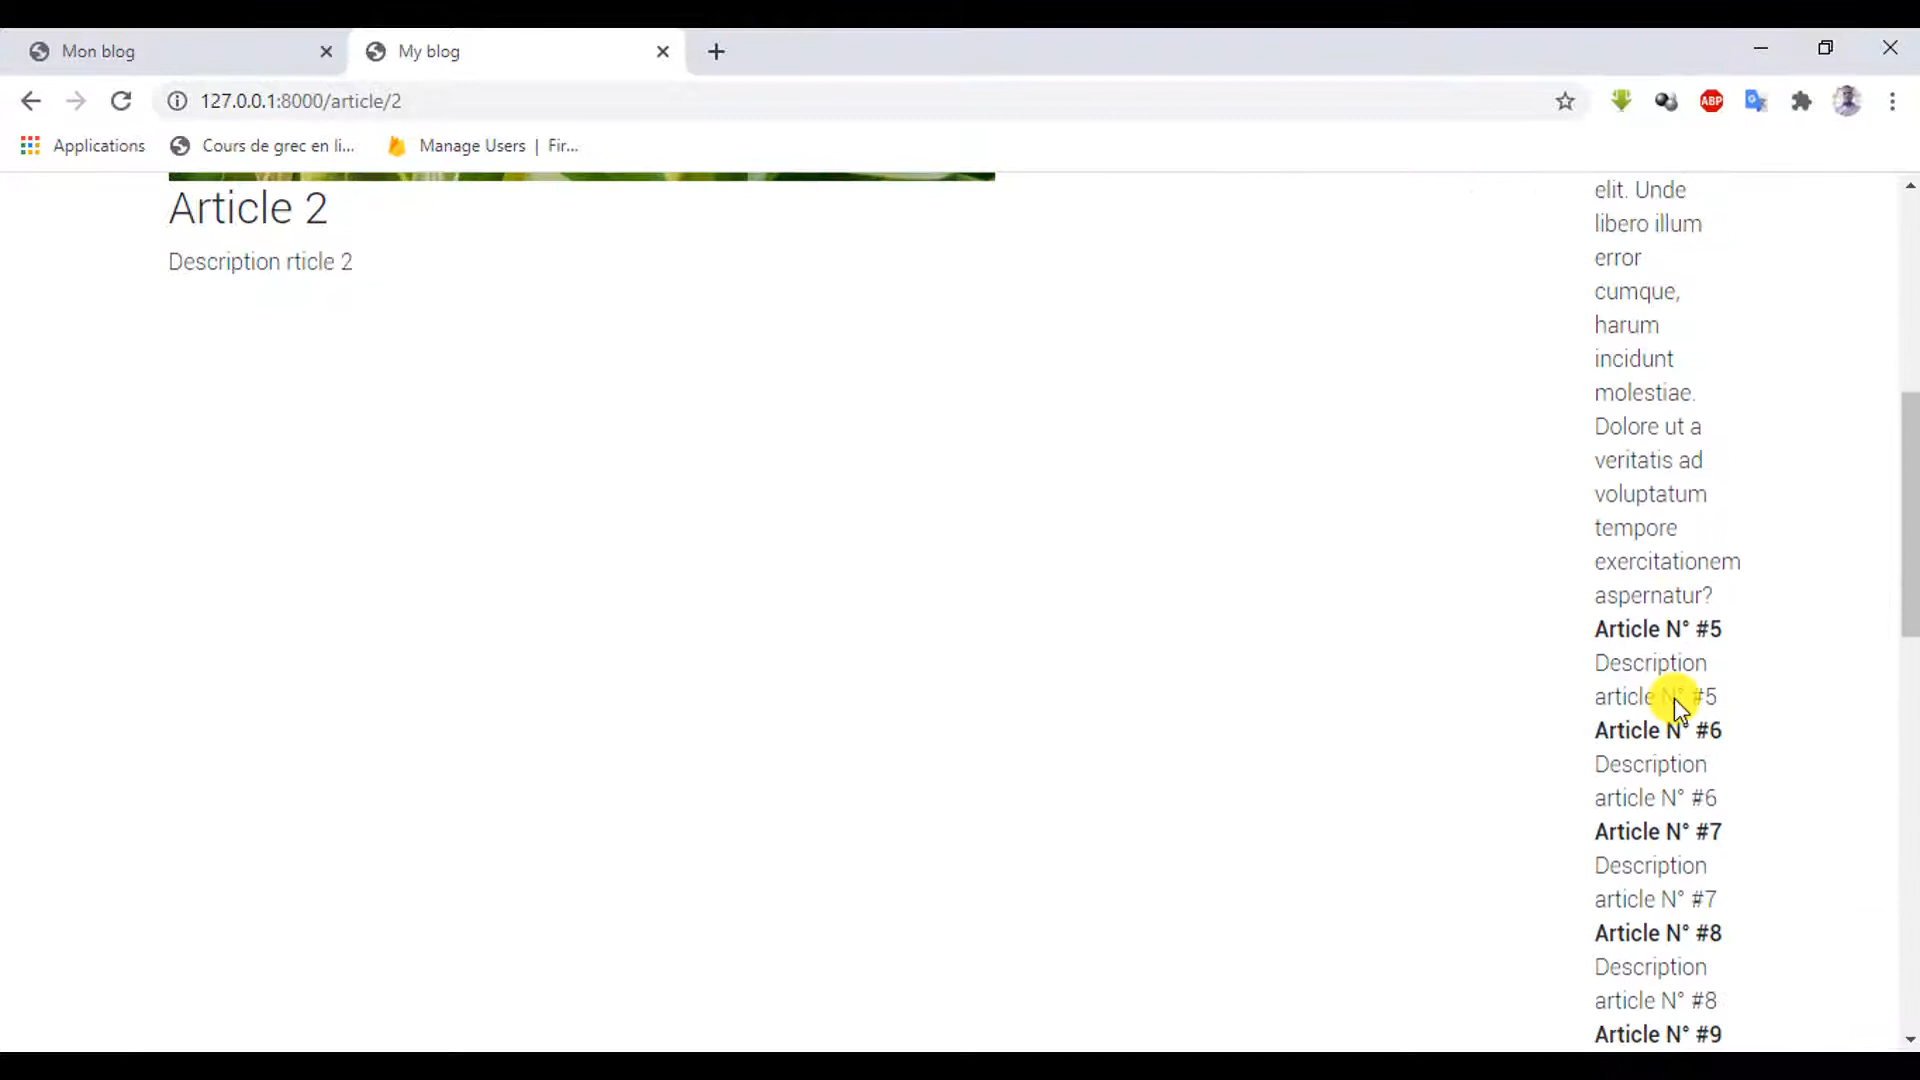 Mon blog
My blog
127.0.0.1:8000/article/2
ABP
Applications
Cours de grec en li...
Manage Users | Fir...
Article 2
Description rticle 2
elit. Unde
libero illum
error
cumque,
harum
incidunt
molestiae.
Dolore ut a
veritatis ad
voluptatum
tempore
exercitationem
aspernatur?
Article N° #5
Description
article N° #5
Article N° #6
Description
article N° #6
Article N° #7
Description
article N° #7
Article N° #8
Description
article N° #8
Article N° #9